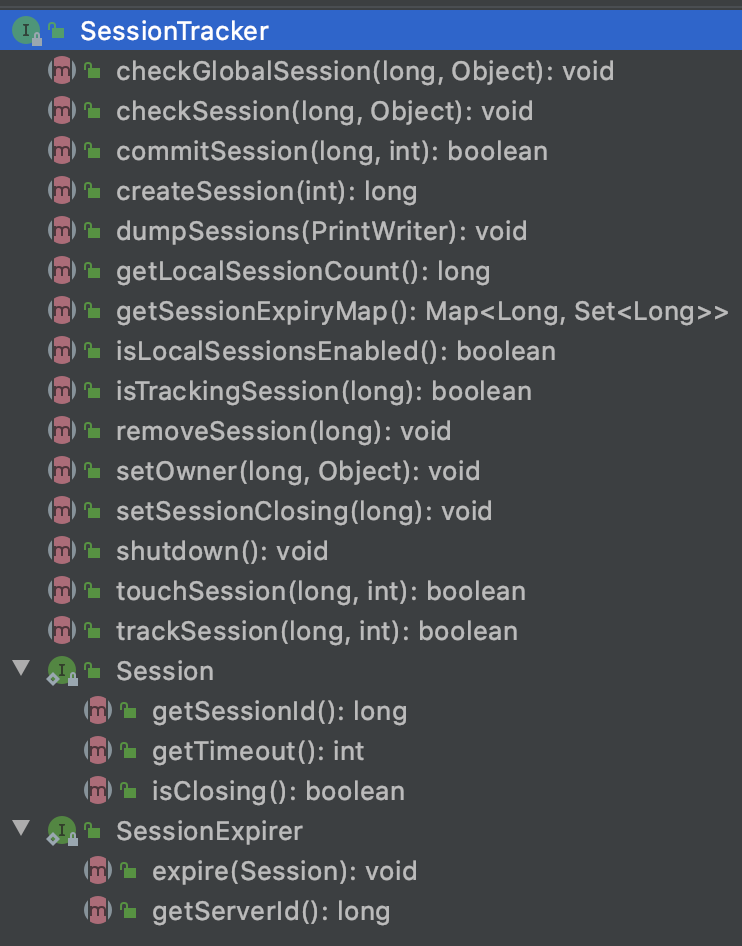 SessionTracker
checkGlobalSession(long, Object): void
checkSession(long, Object): void
commitSession(long, int): boolean
createSession(int): long
dumpSessions(PrintWriter): void
getLocalSessionCount(): long
getSessionExpiryMap(): Map<Long, Set<Long>>
isLocalSessionsEnabled(): boolean
isTrackingSession(long): boolean
removeSession(long): void
setOwner(long, Object): void
setSessionClosing(long): void
shutdown(): void
touchSession(long, int): boolean
trackSession(long, int): boolean
Session
getSessionId(): long
getTimeout(): int
isClosing(): boolean
SessionExpirer
expire(Session): void
getServerId(): long